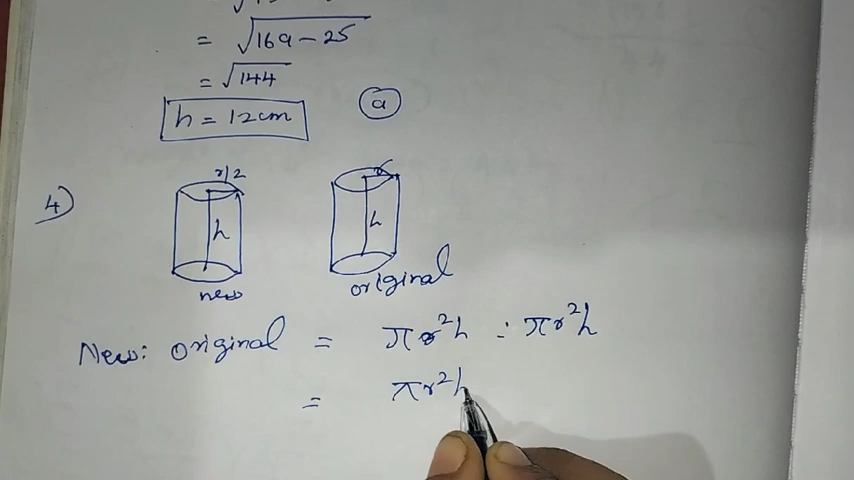 = √169 - 25
= √144
h = 12cm
a
4)
r/2 r
h h
new original
New: original = πr²h : πr²h
= πr²h